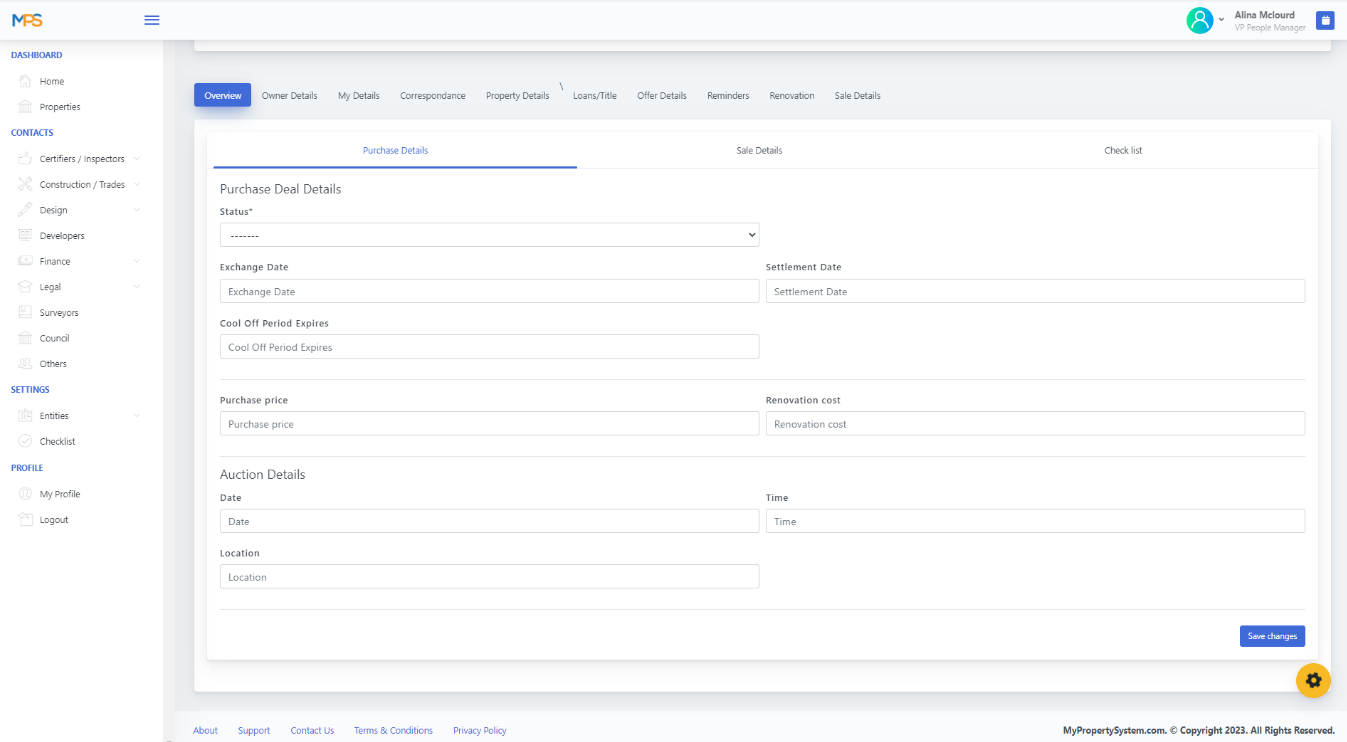 MPS
Alina Mclourd
VP People Manager
DASHBOARD
Home
Properties
CONTACTS
Certifiers / Inspectors
Construction / Trades
Design
Developers
Finance
Legal
Surveyors
Council
Others
SETTINGS
Entities
Checklist
PROFILE
My Profile
Logout
Overview Owner Details My Details Correspondance Property Details \ Loans/Title Offer Details Reminders Renovation Sale Details
Purchase Details Sale Details Check list
Purchase Deal Details
Status*
-------
Exchange Date Settlement Date
Exchange Date Settlement Date
Cool Off Period Expires
Cool Off Period Expires
Purchase price Renovation cost
Purchase price Renovation cost
Auction Details
Date Time
Date Time
Location
Location
Save changes
About Support Contact Us Terms & Conditions Privacy Policy MyPropertySystem.com. © Copyright 2023. All Rights Reserved.